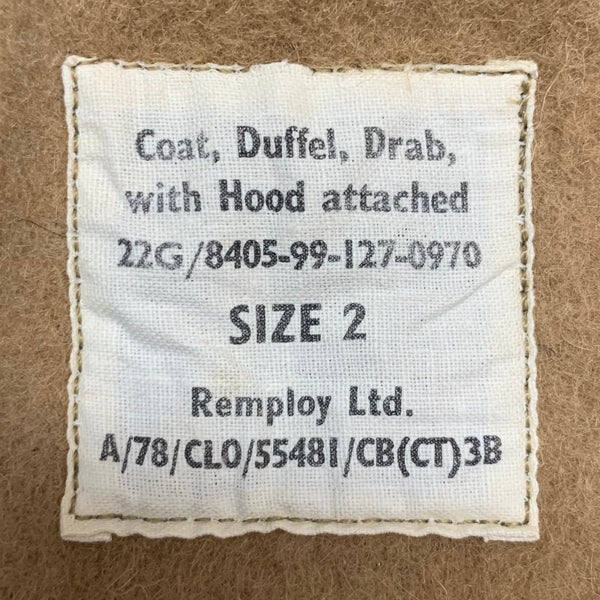 Coat, Duffel, Drab,
with Hood attached
22G/8405-99-127-0970
SIZE 2
Remploy Ltd.
A/78/CLO/55481/CB(CT)3B